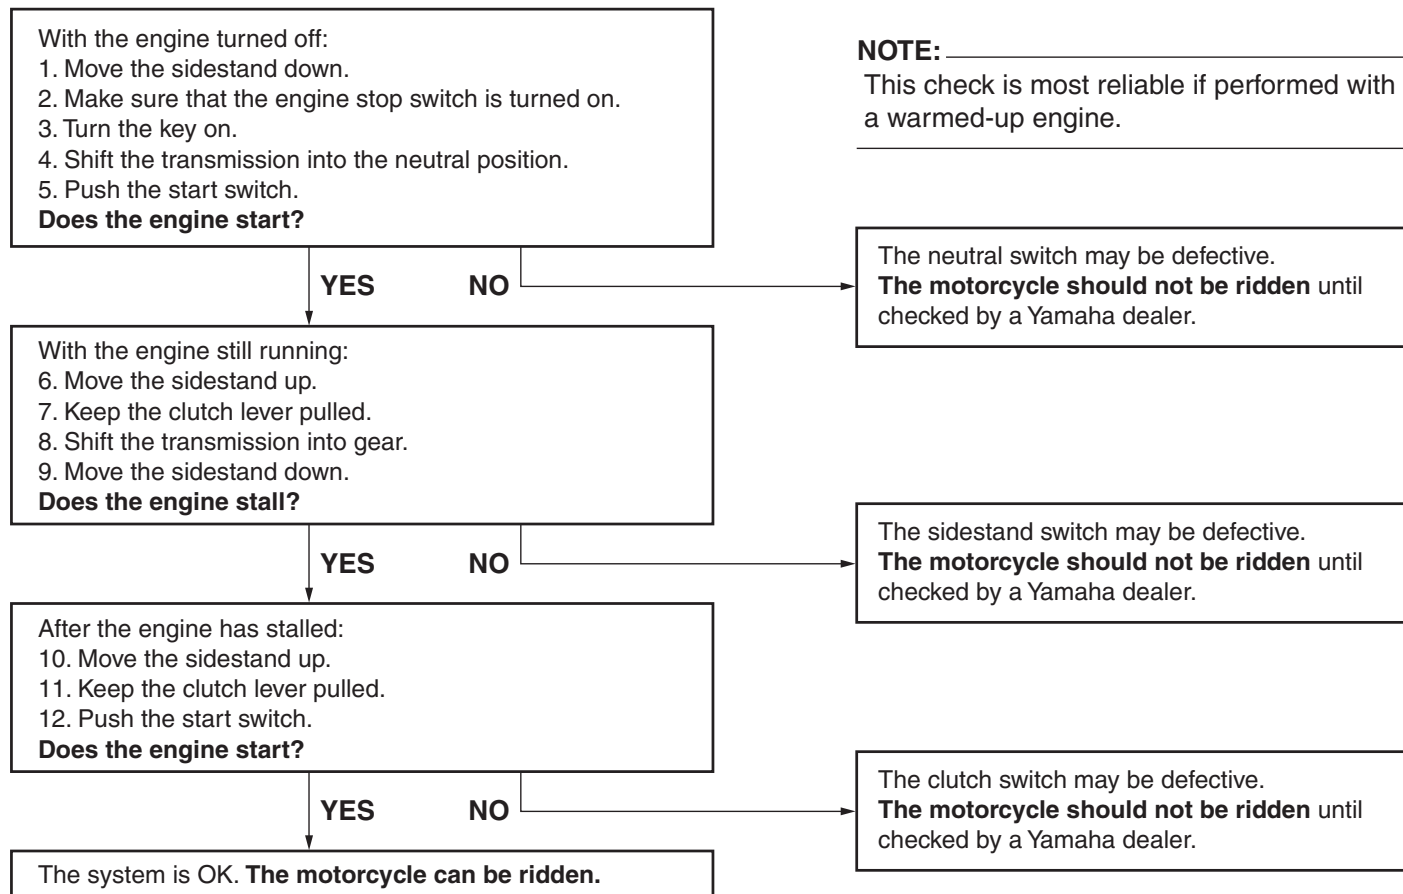 With the engine turned off:
1. Move the sidestand down.
2. Make sure that the engine stop switch is turned on.
3. Turn the key on.
4. Shift the transmission into the neutral position.
5. Push the start switch.
Does the engine start?
NOTE:
This check is most reliable if performed with
a warmed-up engine.
YES NO
The neutral switch may be defective.
The motorcycle should not be ridden until
checked by a Yamaha dealer.
With the engine still running:
6. Move the sidestand up.
7. Keep the clutch lever pulled.
8. Shift the transmission into gear.
9. Move the sidestand down.
Does the engine stall?
YES NO
The sidestand switch may be defective.
The motorcycle should not be ridden until
checked by a Yamaha dealer.
After the engine has stalled:
10. Move the sidestand up.
11. Keep the clutch lever pulled.
12. Push the start switch.
Does the engine start?
YES NO
The clutch switch may be defective.
The motorcycle should not be ridden until
checked by a Yamaha dealer.
The system is OK. The motorcycle can be ridden.